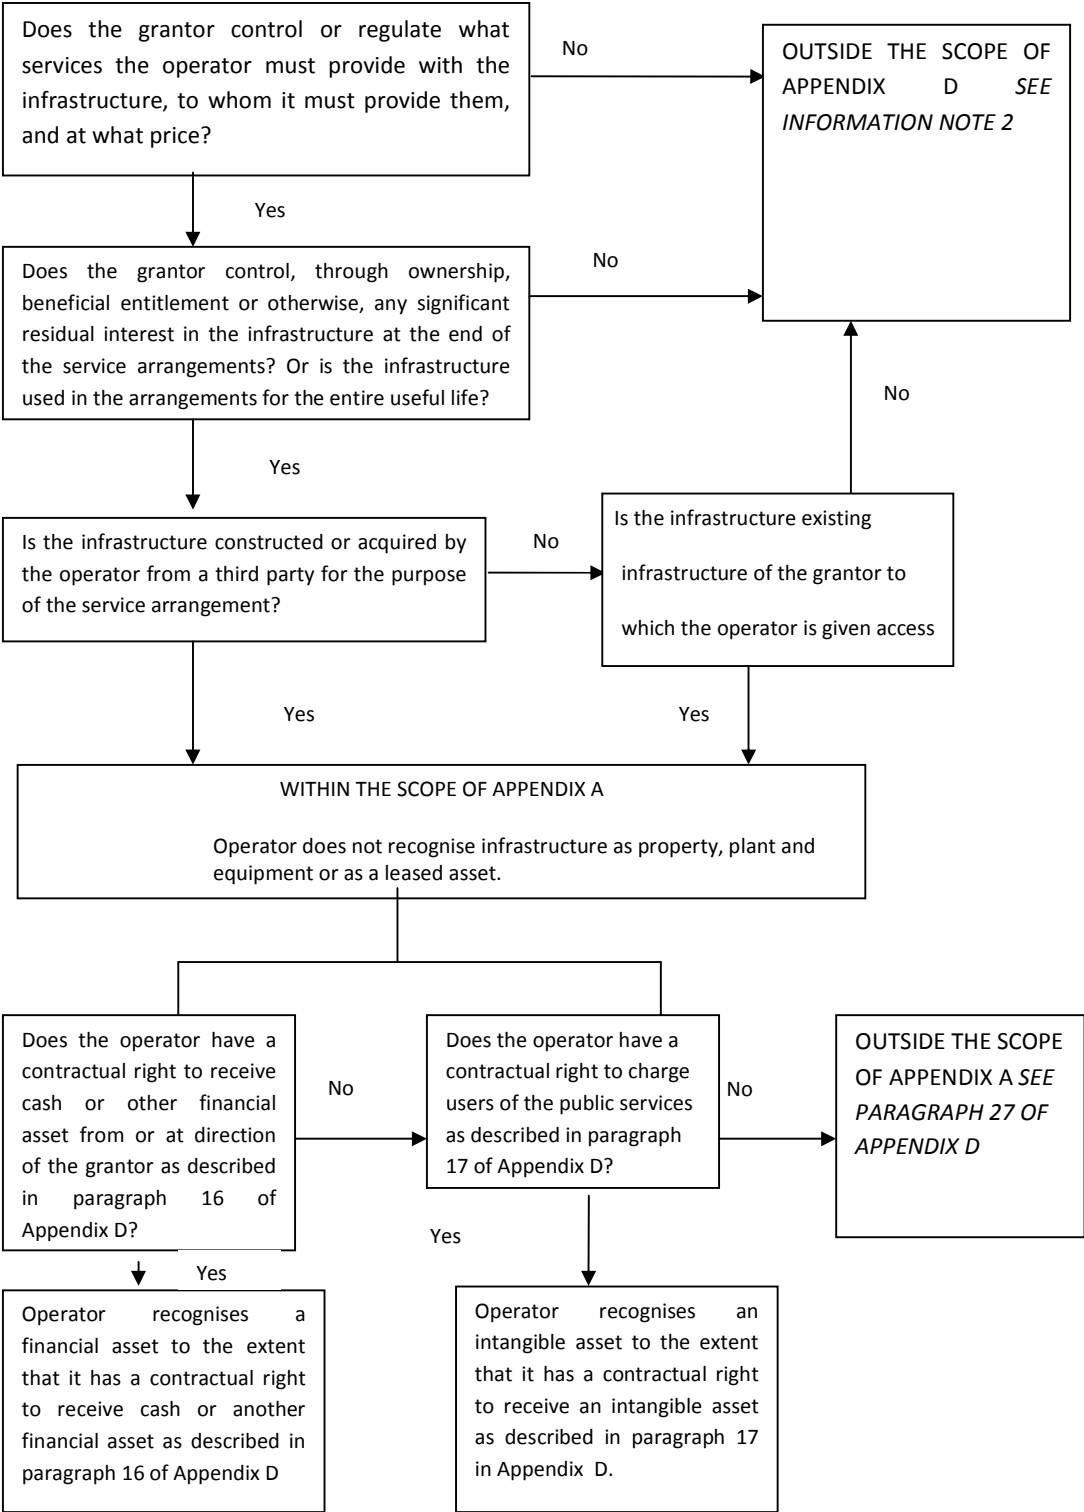 Does the grantor control or regulate what
services the operator must provide with the
infrastructure, to whom it must provide them,
and at what price?
No
OUTSIDE THE SCOPE OF
APPENDIX D SEE
INFORMATION NOTE 2
Yes
Does the grantor control, through ownership,
beneficial entitlement or otherwise, any significant
residual interest in the infrastructure at the end of
the service arrangements? Or is the infrastructure
used in the arrangements for the entire useful life?
No
No
Yes
Is the infrastructure constructed or acquired by
the operator from a third party for the purpose
of the service arrangement?
No
Is the infrastructure existing
infrastructure of the grantor to
which the operator is given access
Yes
Yes
WITHIN THE SCOPE OF APPENDIX A
Operator does not recognise infrastructure as property, plant and
equipment or as a leased asset.
Does the operator have a
contractual right to receive
cash or other financial
asset from or at direction
of the grantor as described
in paragraph 16 of
Appendix D?
No
Does the operator have a
contractual right to charge
users of the public services
as described in paragraph
17 of Appendix D?
No
OUTSIDE THE SCOPE
OF APPENDIX A SEE
PARAGRAPH 27 OF
APPENDIX D
Yes
Yes
Operator recognises a
financial asset to the extent
that it has a contractual right
to receive cash or another
financial asset as described in
paragraph 16 of Appendix D
Operator recognises an
intangible asset to the extent
that it has a contractual right
to receive an intangible asset
as described in paragraph 17
in Appendix D.